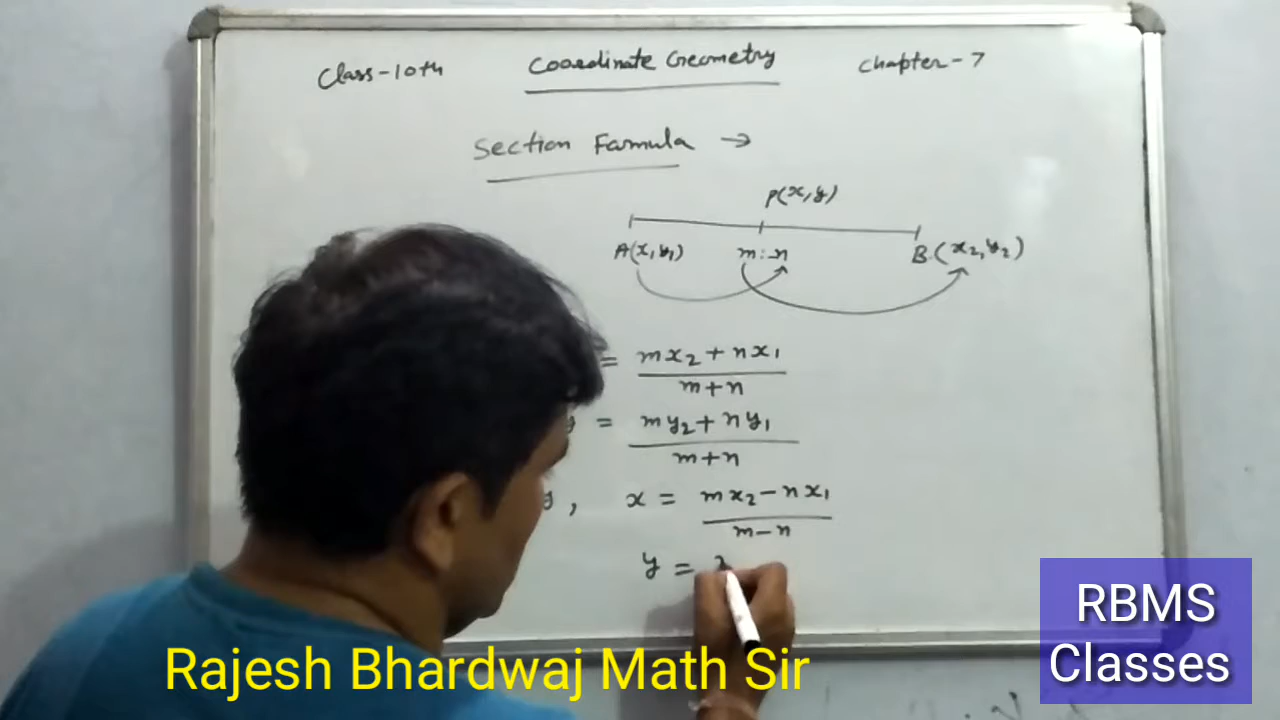 Class-10th Coordinate Geometry Chapter-7
Section Formula →
P(x,y)
A(x,y₁) m:n B.(x₂,y₂)
= mx₂+nx₁
m+n
y = my₂+ny₁
m+n
, x = mx₂-nx₁
m-n
y =
RBMS
Classes
Rajesh Bhardwaj Math Sir